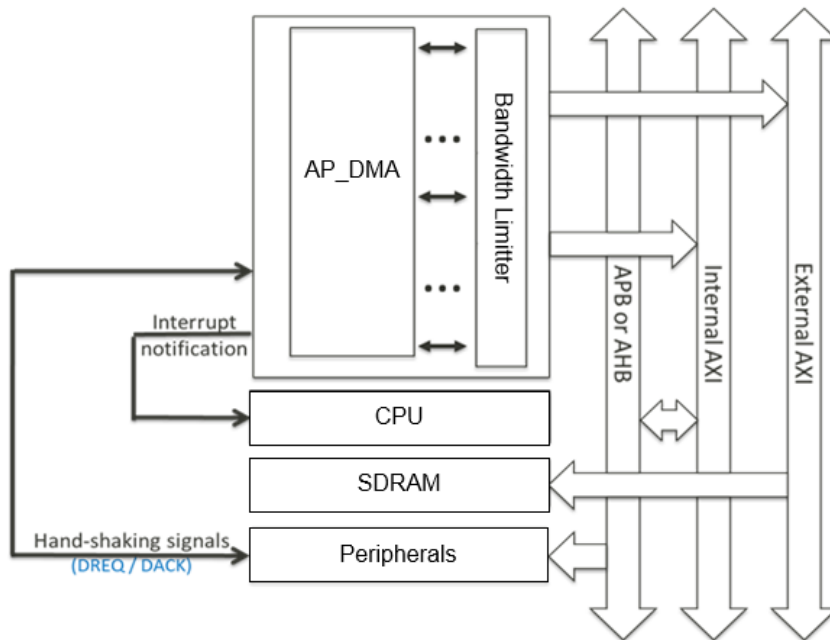 AP_DMA
Bandwidth Limitter
APB or AHB
Internal AXI
External AXI
Interrupt
notification
CPU
SDRAM
Hand-shaking signals
(DREQ / DACK)
Peripherals